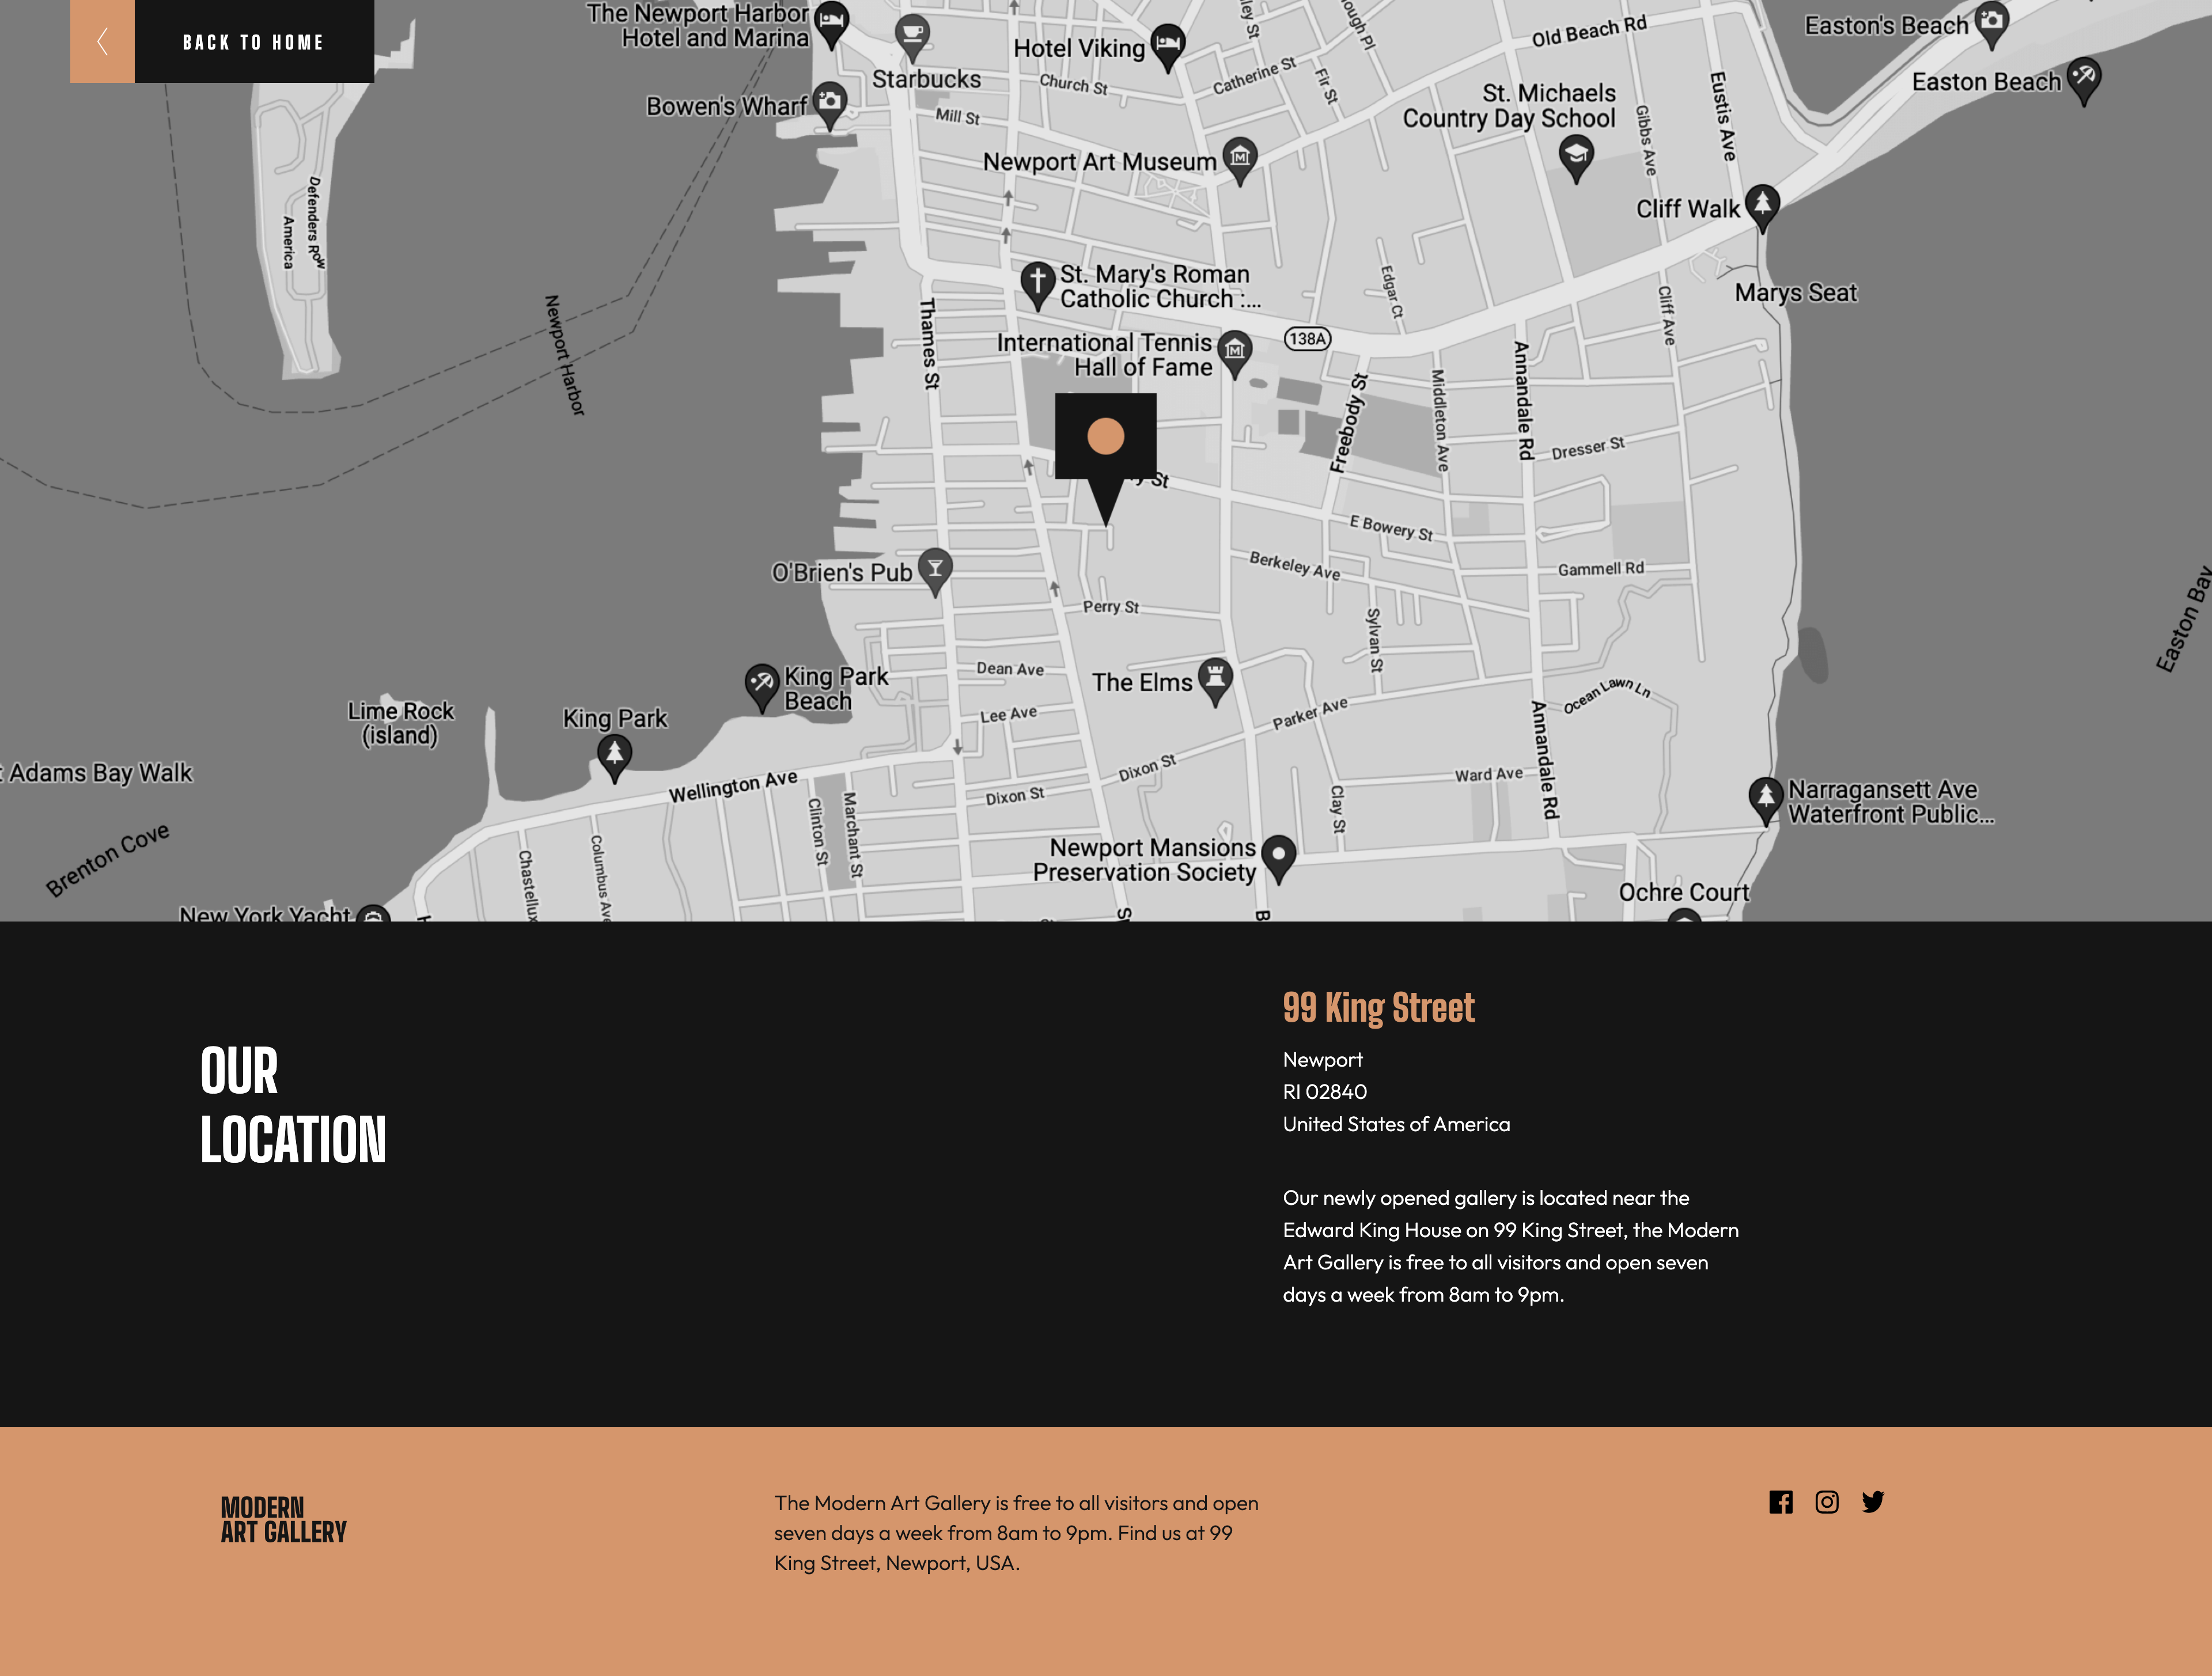 BACK TO HOME
The Newport Harbor
Hotel and Marina
Starbucks
Hotel Viking
Church St
Catherine St
Fir St
Old Beach Rd
Easton's Beach
Easton Beach
Bowen's Wharf
Mill St
St. Michaels
Country Day School
Gibbs Ave
Eustis Ave
Newport Art Museum
Cliff Walk
Defenders Row
America
Newport Harbor
St. Mary's Roman
Catholic Church :...
Edgar Ct
Marys Seat
Cliff Ave
Thames St
International Tennis
Hall of Fame
138A
Freebody St
Middleton Ave
Annandale Rd
Dresser St
St
E Bowery St
Berkeley Ave
Gammell Rd
O'Brien's Pub
Perry St
Sylvan St
Easton Bay
King Park
Beach
Dean Ave
The Elms
Ocean Lawn Ln
Lime Rock
(island)
King Park
Lee Ave
Parker Ave
Annandale Rd
Adams Bay Walk
Wellington Ave
Dixon St
Dixon St
Ward Ave
Clinton St
Marchant St
Clay St
Narragansett Ave
Waterfront Public...
Brenton Cove
Chastellux
Columbus Ave
Newport Mansions
Preservation Society
Ochre Court
New York Yacht
OUR
LOCATION
99 King Street
Newport
RI 02840
United States of America
Our newly opened gallery is located near the
Edward King House on 99 King Street, the Modern
Art Gallery is free to all visitors and open seven
days a week from 8am to 9pm.
MODERN
ART GALLERY
The Modern Art Gallery is free to all visitors and open
seven days a week from 8am to 9pm. Find us at 99
King Street, Newport, USA.